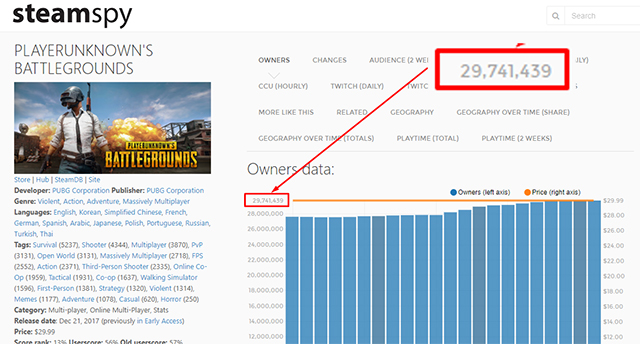 steamspy
Search
PLAYERUNKNOWN'S
BATTLEGROUNDS
PLAYERUNKNOWN'S
BATTLEGROUNDS
Store | Hub | SteamDB | Site
Developer: PUBG Corporation Publisher: PUBG Corporation
Genre: Violent, Action, Adventure, Massively Multiplayer
Languages: English, Korean, Simplified Chinese, French,
German, Spanish, Arabic, Japanese, Polish, Portuguese, Russian,
Turkish, Thai
Tags: Survival (5237), Shooter (4344), Multiplayer (3870), PvP
(3131), Open World (3131), Massively Multiplayer (2718), FPS
(2552), Action (2371), Third-Person Shooter (2335), Online Co-
Op (1959), Tactical (1931), Co-op (1637), Walking Simulator
(1596), First-Person (1381), Strategy (1320), Violent (1314),
Memes (1177), Adventure (1078), Casual (620), Horror (250)
Category: Multi-player, Online Multi-Player, Stats
Release date: Dec 21, 2017 (previously in Early Access)
Price: $29.99
Score rank: 13% Userscore: 56% Old userscore: 57%
OWNERS CHANGES AUDIENCE (2 WE
29,741,439
LY)
CCU (HOURLY) TWITCH (DAILY) TWITC
S
MORE LIKE THIS RELATED GEOGRAPHY GEOGRAPHY OVER TIME (SHARE)
GEOGRAPHY OVER TIME (TOTALS) PLAYTIME (TOTAL) PLAYTIME (2 WEEKS)
Owners data:
Owners (left axis) Price (right axis)
29,741,439 $29.99
28,000,000 $28.00
26,000,000 $26.00
24,000,000 $24.00
22,000,000 $22.00
20,000,000 $20.00
18,000,000 $18.00
16,000,000 $16.00
14,000,000 $14.00
12,000,000 $12.00
10,000,000 $10.00